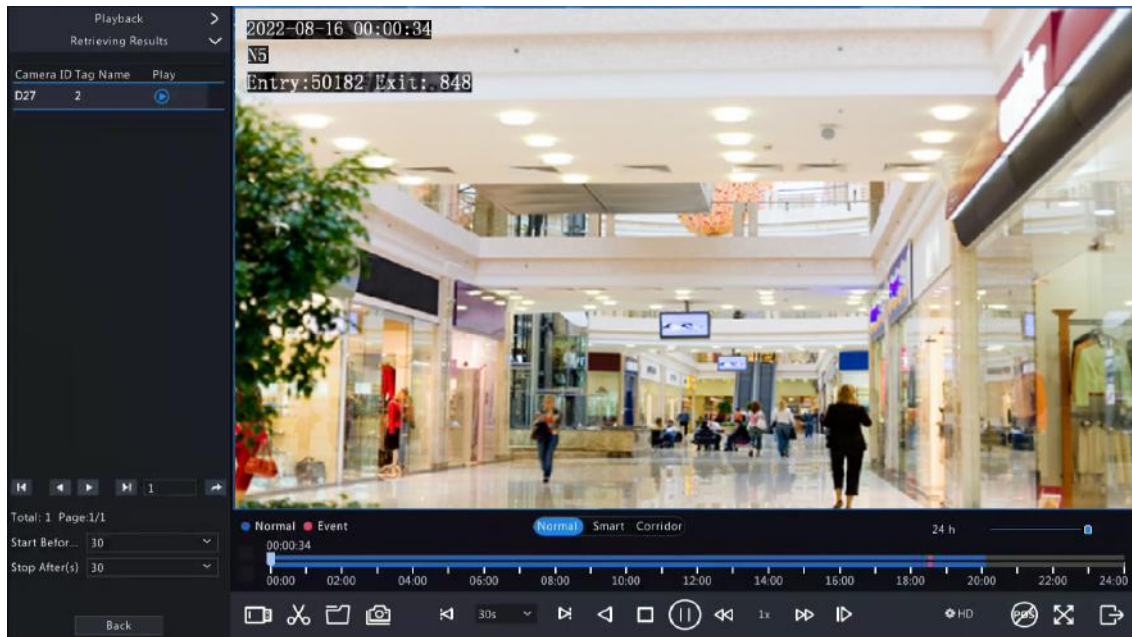 Playback
Retrieving Results
Camera ID Tag Name Play
D27 2
1
Total: 1 Page:1/1
Start Befor... 30
Stop After(s) 30
Back
2022-08-16 00:00:34
N5
Entry:50182 Exit:.848
Normal Event
Normal Smart Corridor
24 h
00:00:34
00:00 02:00 04:00 06:00 08:00 10:00 12:00 14:00 16:00 18:00 20:00 22:00 24:00
30s 1x HD POS